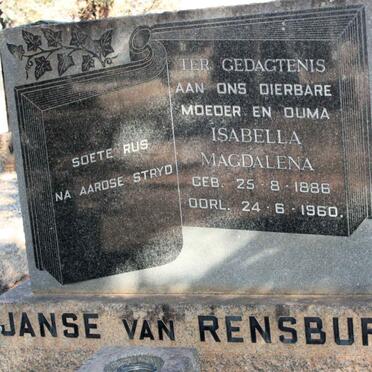 SOETE RUS
NA AARDSE STRYD
TER GEDAGTENIS
AAN ONS DIERBARE
MOEDER EN OUMA
ISABELLA
MAGDALENA
GEB. 25-8-1886
OORL. 24-6-1960.
JANSE VAN RENSBUR